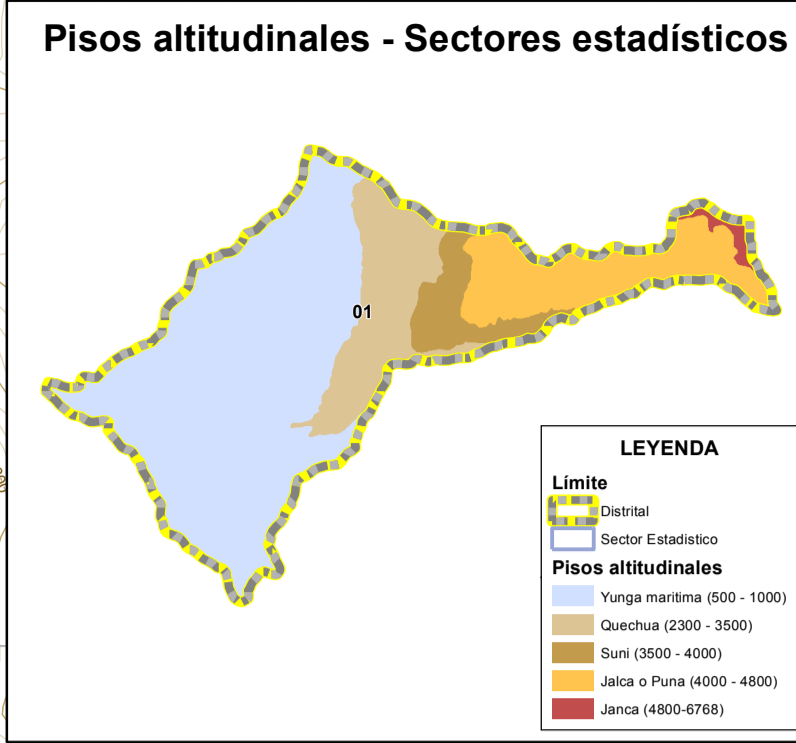 Pisos altitudinales - Sectores estadísticos
01
LEYENDA
Límite
Distrital
Sector Estadistico
Pisos altitudinales
Yunga maritima (500 - 1000)
Quechua (2300 - 3500)
Suni (3500 - 4000)
Jalca o Puna (4000 - 4800)
Janca (4800-6768)